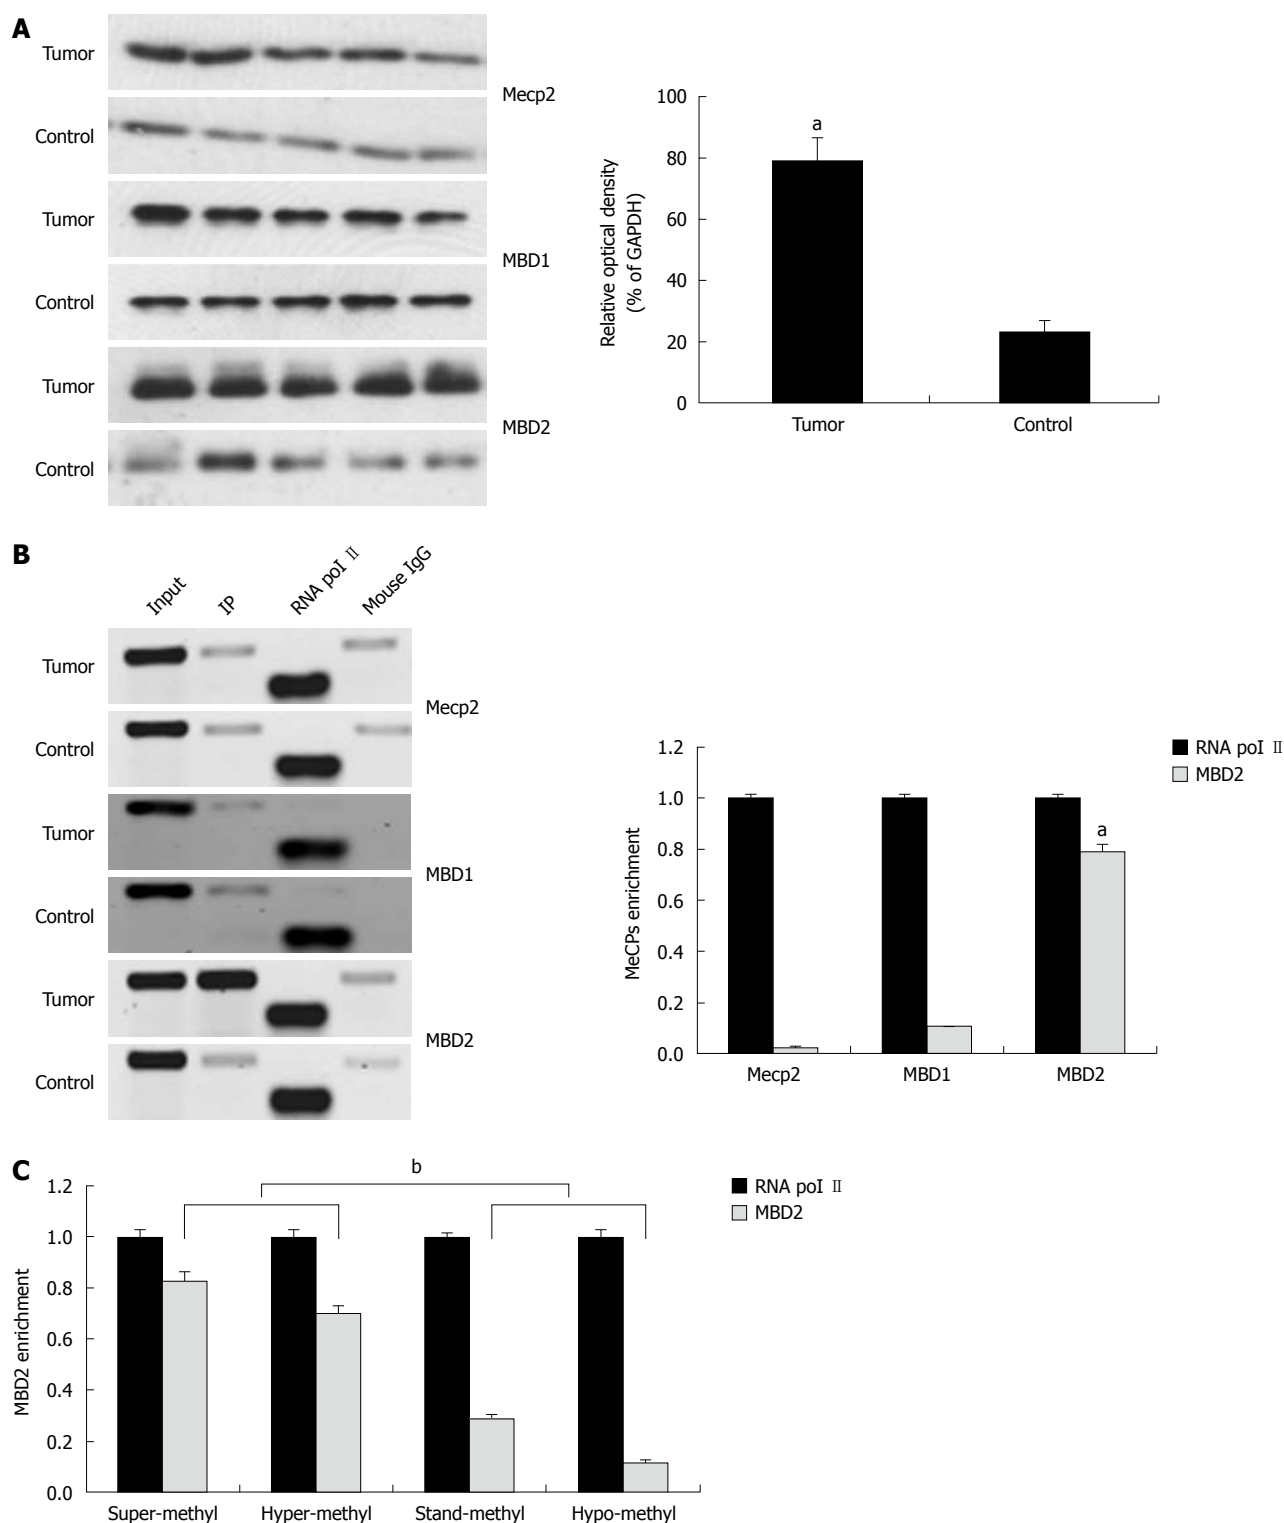 A
Tumor
Mecp2
Control
Tumor
MBD1
Control
Tumor
MBD2
Control
Relative optical density
(% of GAPDH)
100
80
60
40
20
0
a
Tumor Control
B
Input IP RNA poI Ⅱ Mouse IgG
Tumor
Mecp2
Control
Tumor
MBD1
Control
Tumor
MBD2
Control
MeCPs enrichment
1.2
1.0
0.8
0.6
0.4
0.2
0.0
a
Mecp2 MBD1 MBD2
RNA poI Ⅱ
MBD2
C
MBD2 enrichment
1.2
1.0
0.8
0.6
0.4
0.2
0.0
b
Super-methyl Hyper-methyl Stand-methyl Hypo-methyl
RNA poI Ⅱ
MBD2